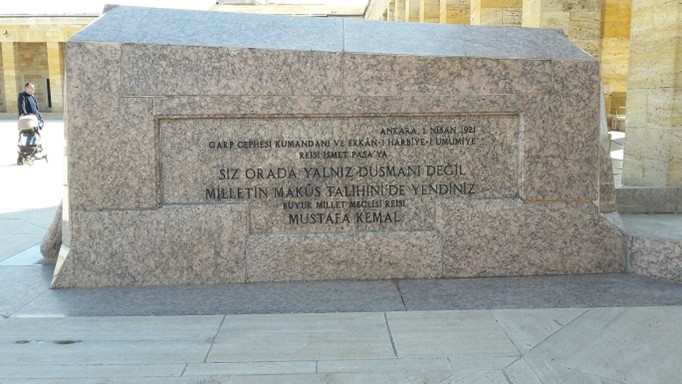 ANKARA, 1 NİSAN 1921
GARP CEPHESİ KUMANDANI VE ERKÂN-I HARBİYE-İ UMUMİYE
REİSİ İSMET PAŞA'YA
SİZ ORADA YALNIZ DÜŞMANI DEĞİL
MİLLETİN MAKÛS TALİHİNİ DE YENDİNİZ.
BÜYÜK MİLLET MECLİSİ REİSİ
MUSTAFA KEMAL